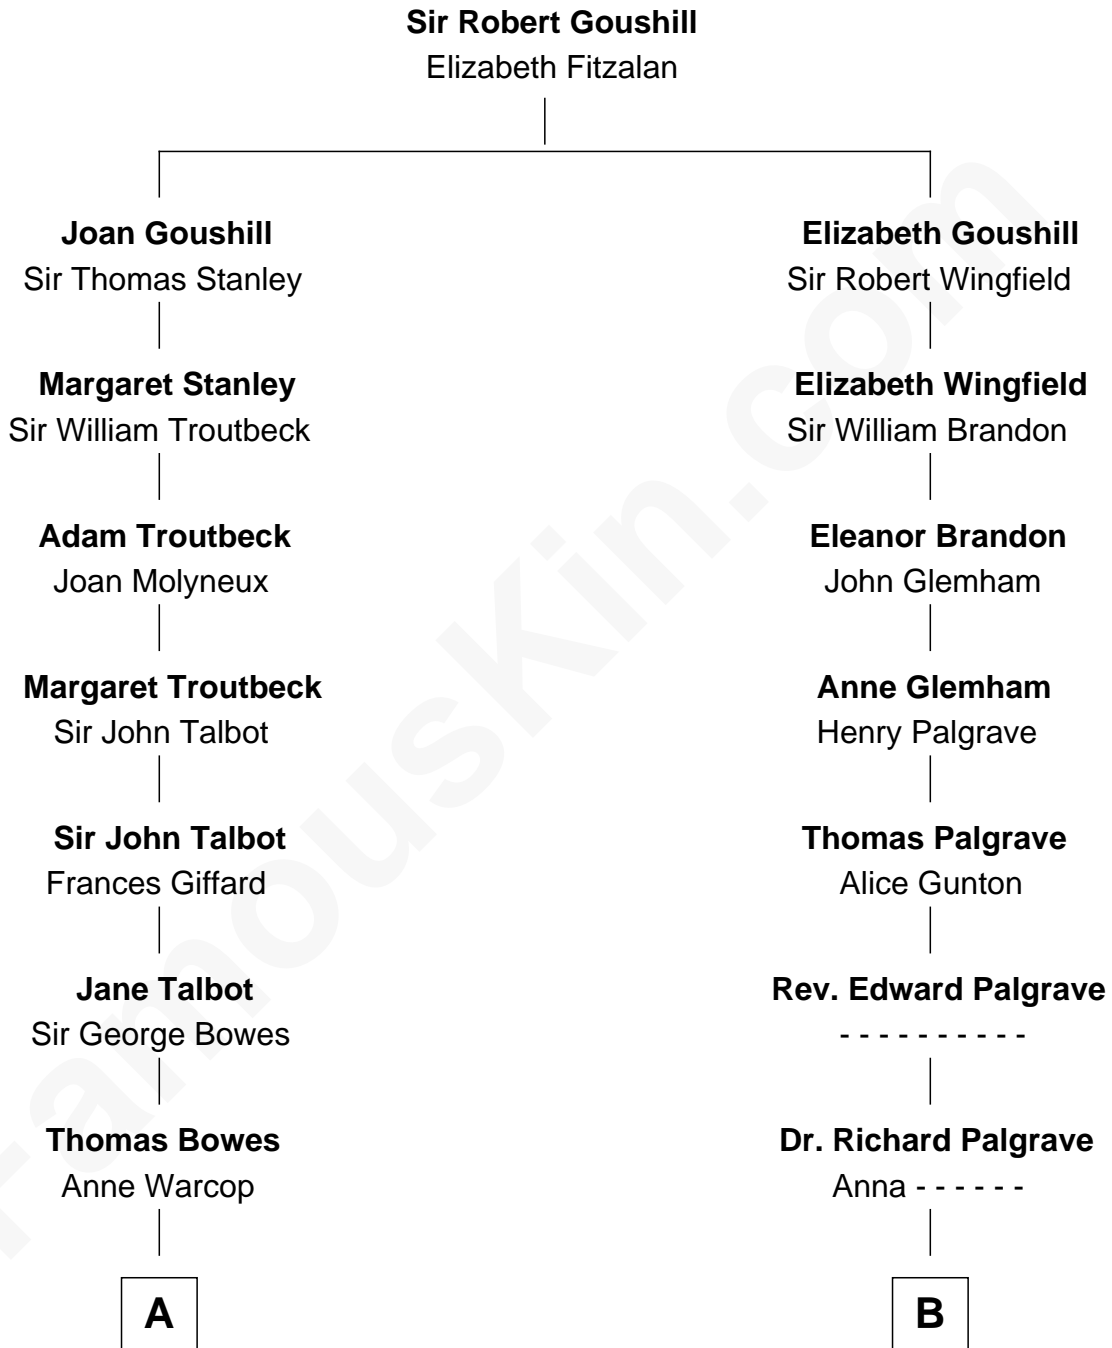 Sir Robert Goushill
Elizabeth Fitzalan
Joan Goushill
Sir Thomas Stanley
Margaret Stanley
Sir William Troutbeck
Adam Troutbeck
Joan Molyneux
Margaret Troutbeck
Sir John Talbot
Sir John Talbot
Frances Giffard
Jane Talbot
Sir George Bowes
Thomas Bowes
Anne Warcop
A
Elizabeth Goushill
Sir Robert Wingfield
Elizabeth Wingfield
Sir William Brandon
Eleanor Brandon
John Glemham
Anne Glemham
Henry Palgrave
Thomas Palgrave
Alice Gunton
Rev. Edward Palgrave
- - - - - - - - - -
Dr. Richard Palgrave
Anna - - - - - -
B
FamousKin.com